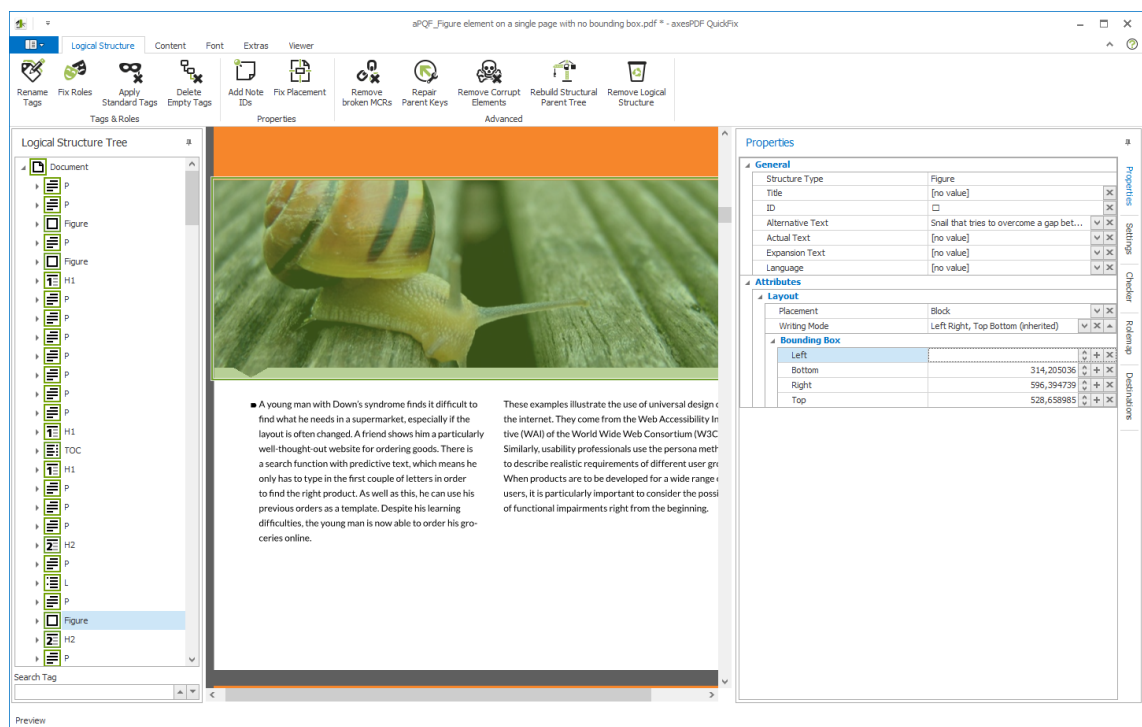 aPQF_Figure element on a single page with no bounding box.pdf * - axesPDF QuickFix
Logical Structure Content Font Extras Viewer
Rename Tags
Fix Roles
Apply Standard Tags
Delete Empty Tags
Add Note IDs
Fix Placement
Remove broken MCRs
Repair Parent Keys
Remove Corrupt Elements
Rebuild Structural Parent Tree
Remove Logical Structure
Tags & Roles
Properties
Advanced
Logical Structure Tree
Document
P
P
Figure
P
Figure
1 H1
P
P
P
P
P
P
P
1 H1
TOC
1 H1
P
P
P
2 H2
P
L
P
Figure
2 H2
P
Search Tag
Preview
A young man with Down's syndrome finds it difficult to
find what he needs in a supermarket, especially if the
layout is often changed. A friend shows him a particularly
well-thought-out website for ordering goods. There is
a search function with predictive text, which means he
only has to type in the first couple of letters in order
to find the right product. As well as this, he can use his
previous orders as a template. Despite his learning
difficulties, the young man is now able to order his gro-
ceries online.
These examples illustrate the use of universal design o
the internet. They come from the Web Accessibility In
tive (WAI) of the World Wide Web Consortium (W3C
Similarly, usability professionals use the persona meth
to describe realistic requirements of different user gro
When products are to be developed for a wide range o
users, it is particularly important to consider the possi
of functional impairments right from the beginning.
Properties
General
Structure Type Figure
Title [no value]
ID
Alternative Text Snail that tries to overcome a gap bet...
Actual Text [no value]
Expansion Text [no value]
Language [no value]
Attributes
Layout
Placement Block
Writing Mode Left Right, Top Bottom (inherited)
Bounding Box
Left
Bottom 314,205036
Right 596,394739
Top 528,658985
Properties
Settings
Checker
Rolemap
Destinations